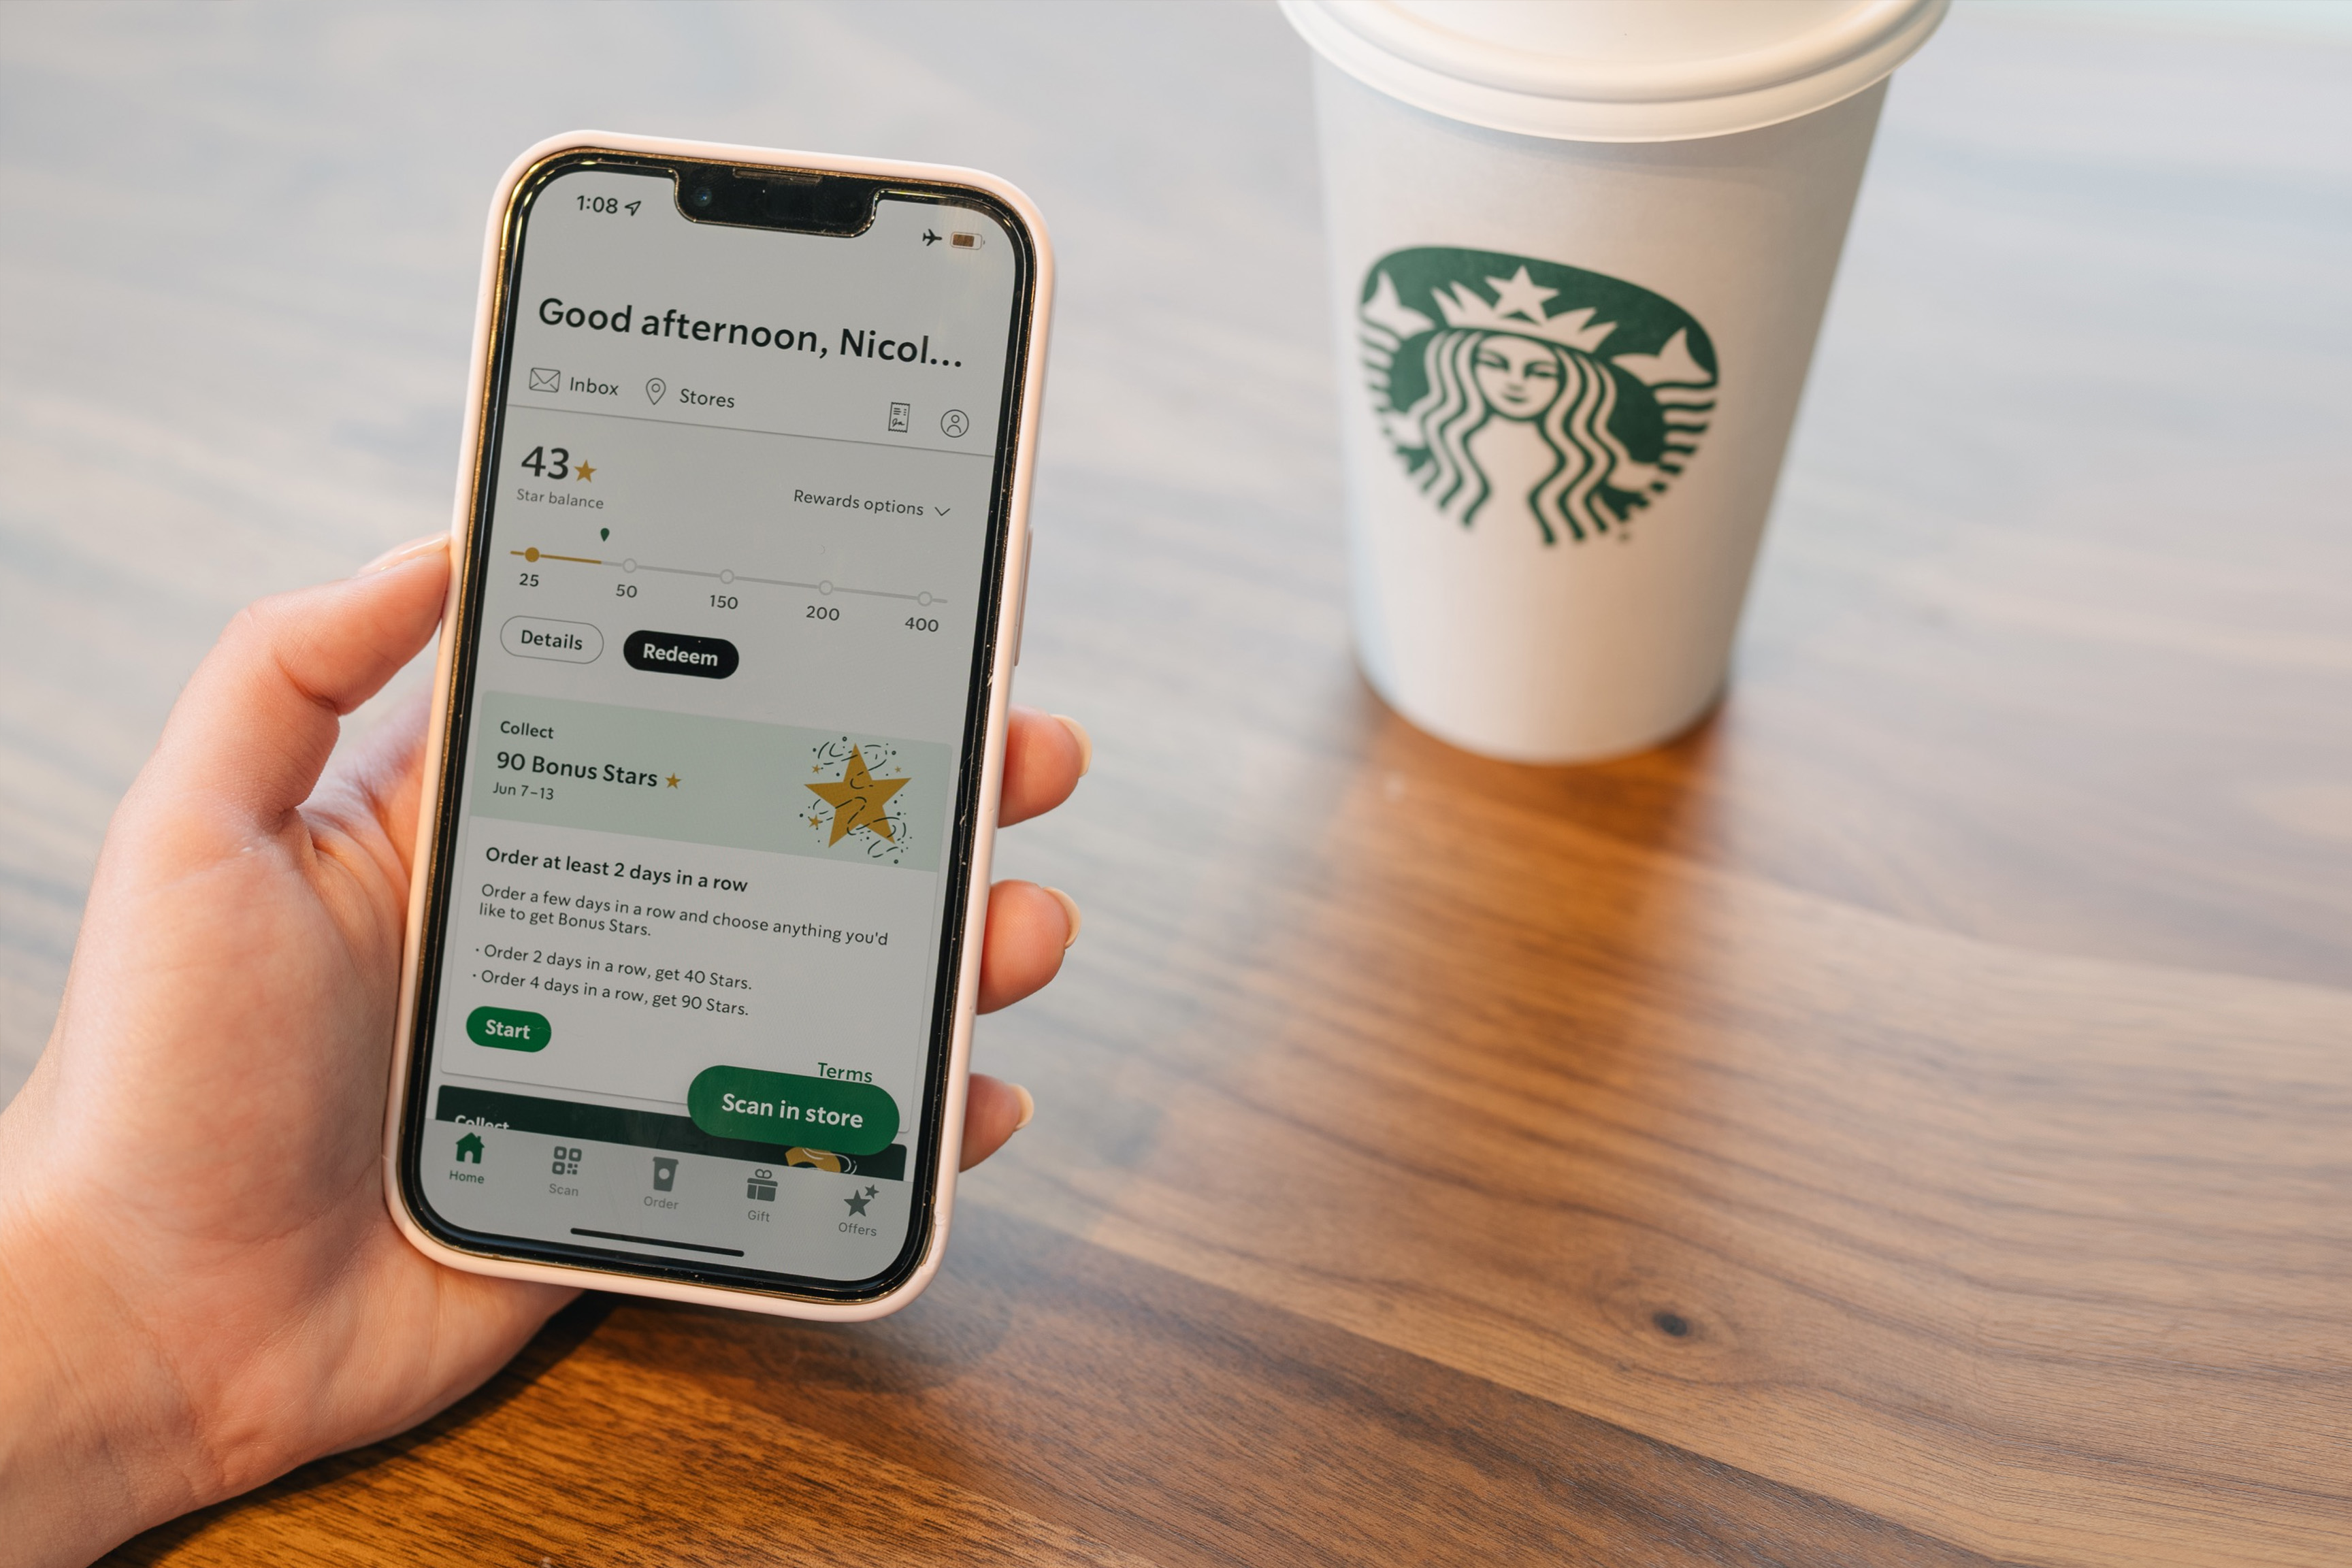 1:08
Good afternoon, Nicol...
Inbox Stores
43
Star balance
Rewards options
25 50 150 200 400
Details Redeem
Collect
90 Bonus Stars
Jun 7-13
Order at least 2 days in a row
Order a few days in a row and choose anything you'd
like to get Bonus Stars.
· Order 2 days in a row, get 40 Stars.
· Order 4 days in a row, get 90 Stars.
Start
Terms
Scan in store
Collect
Home Scan Order Gift Offers